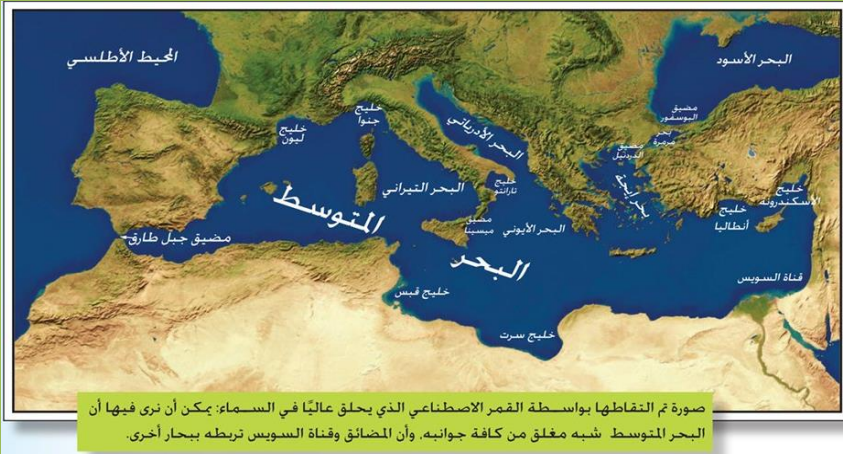 المحيط الأطلسي
البحر الأسود
مضيق
البوسفور
بحر
مرمرة
مضيق
الدردنيل
خليج
جنوا
خليج
ليون
البحر الأدرياتي
خليج
تارانتو
البحر التيراني
بحر إيجة
خليج
الاسكندرونة
خليج
أنطاليا
المتوسط
مضيق
ميسينا
البحر الأيوني
مضيق جبل طارق
البحر
قناة السويس
خليج قبس
خليج سرت
صورة تم التقاطها بواسطة القمر الاصطناعي الذي يحلق عاليًا في السماء: يمكن أن نرى فيها أن
البحر المتوسط شبه مغلق من كافة جوانبه، وأن المضائق وقناة السويس تربطه ببحار أخرى.